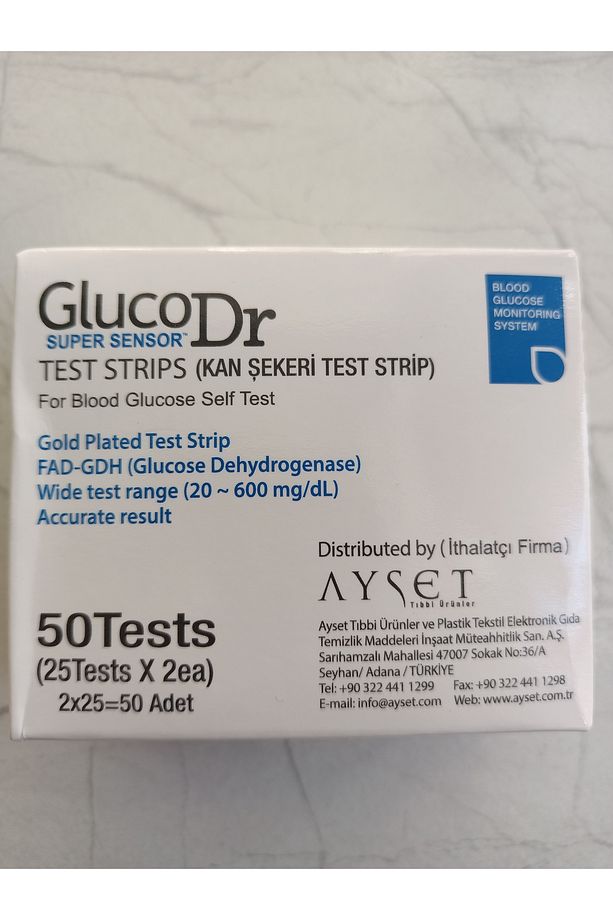 GlucoDr
SUPER SENSOR™
TEST STRIPS (KAN ŞEKERİ TEST STRİP)
For Blood Glucose Self Test
BLOOD
GLUCOSE
MONITORING
SYSTEM
Gold Plated Test Strip
FAD-GDH (Glucose Dehydrogenase)
Wide test range (20 ~ 600 mg/dL)
Accurate result
50Tests
(25Tests X 2ea)
2x25=50 Adet
Distributed by ( İthalatçı Firma)
AYSET
Tıbbi Ürünler
Ayset Tıbbi Ürünler ve Plastik Tekstil Elektronik Gıda
Temizlik Maddeleri İnşaat Müteahhitlik San. A.Ş.
Sarıhamzalı Mahallesi 47007 Sokak No:36/A
Seyhan/ Adana / TÜRKİYE
Tel: +90 322 441 1299 Fax: +90 322 441 1298
E-mail: info@ayset.com Web: www.ayset.com.tr